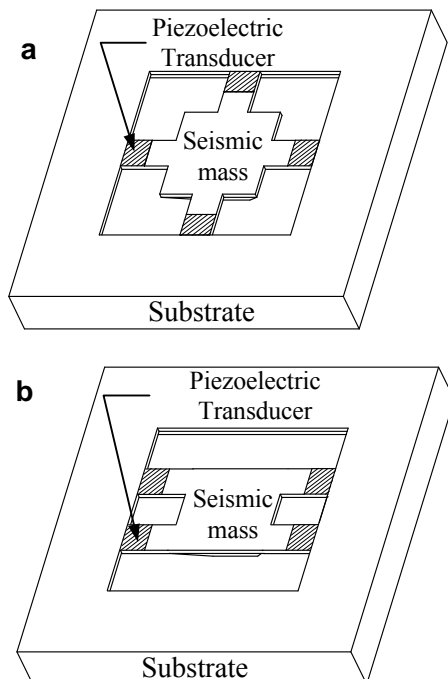 a
Piezoelectric
Transducer
Seismic
mass
Substrate
b
Piezoelectric
Transducer
Seismic
mass
Substrate